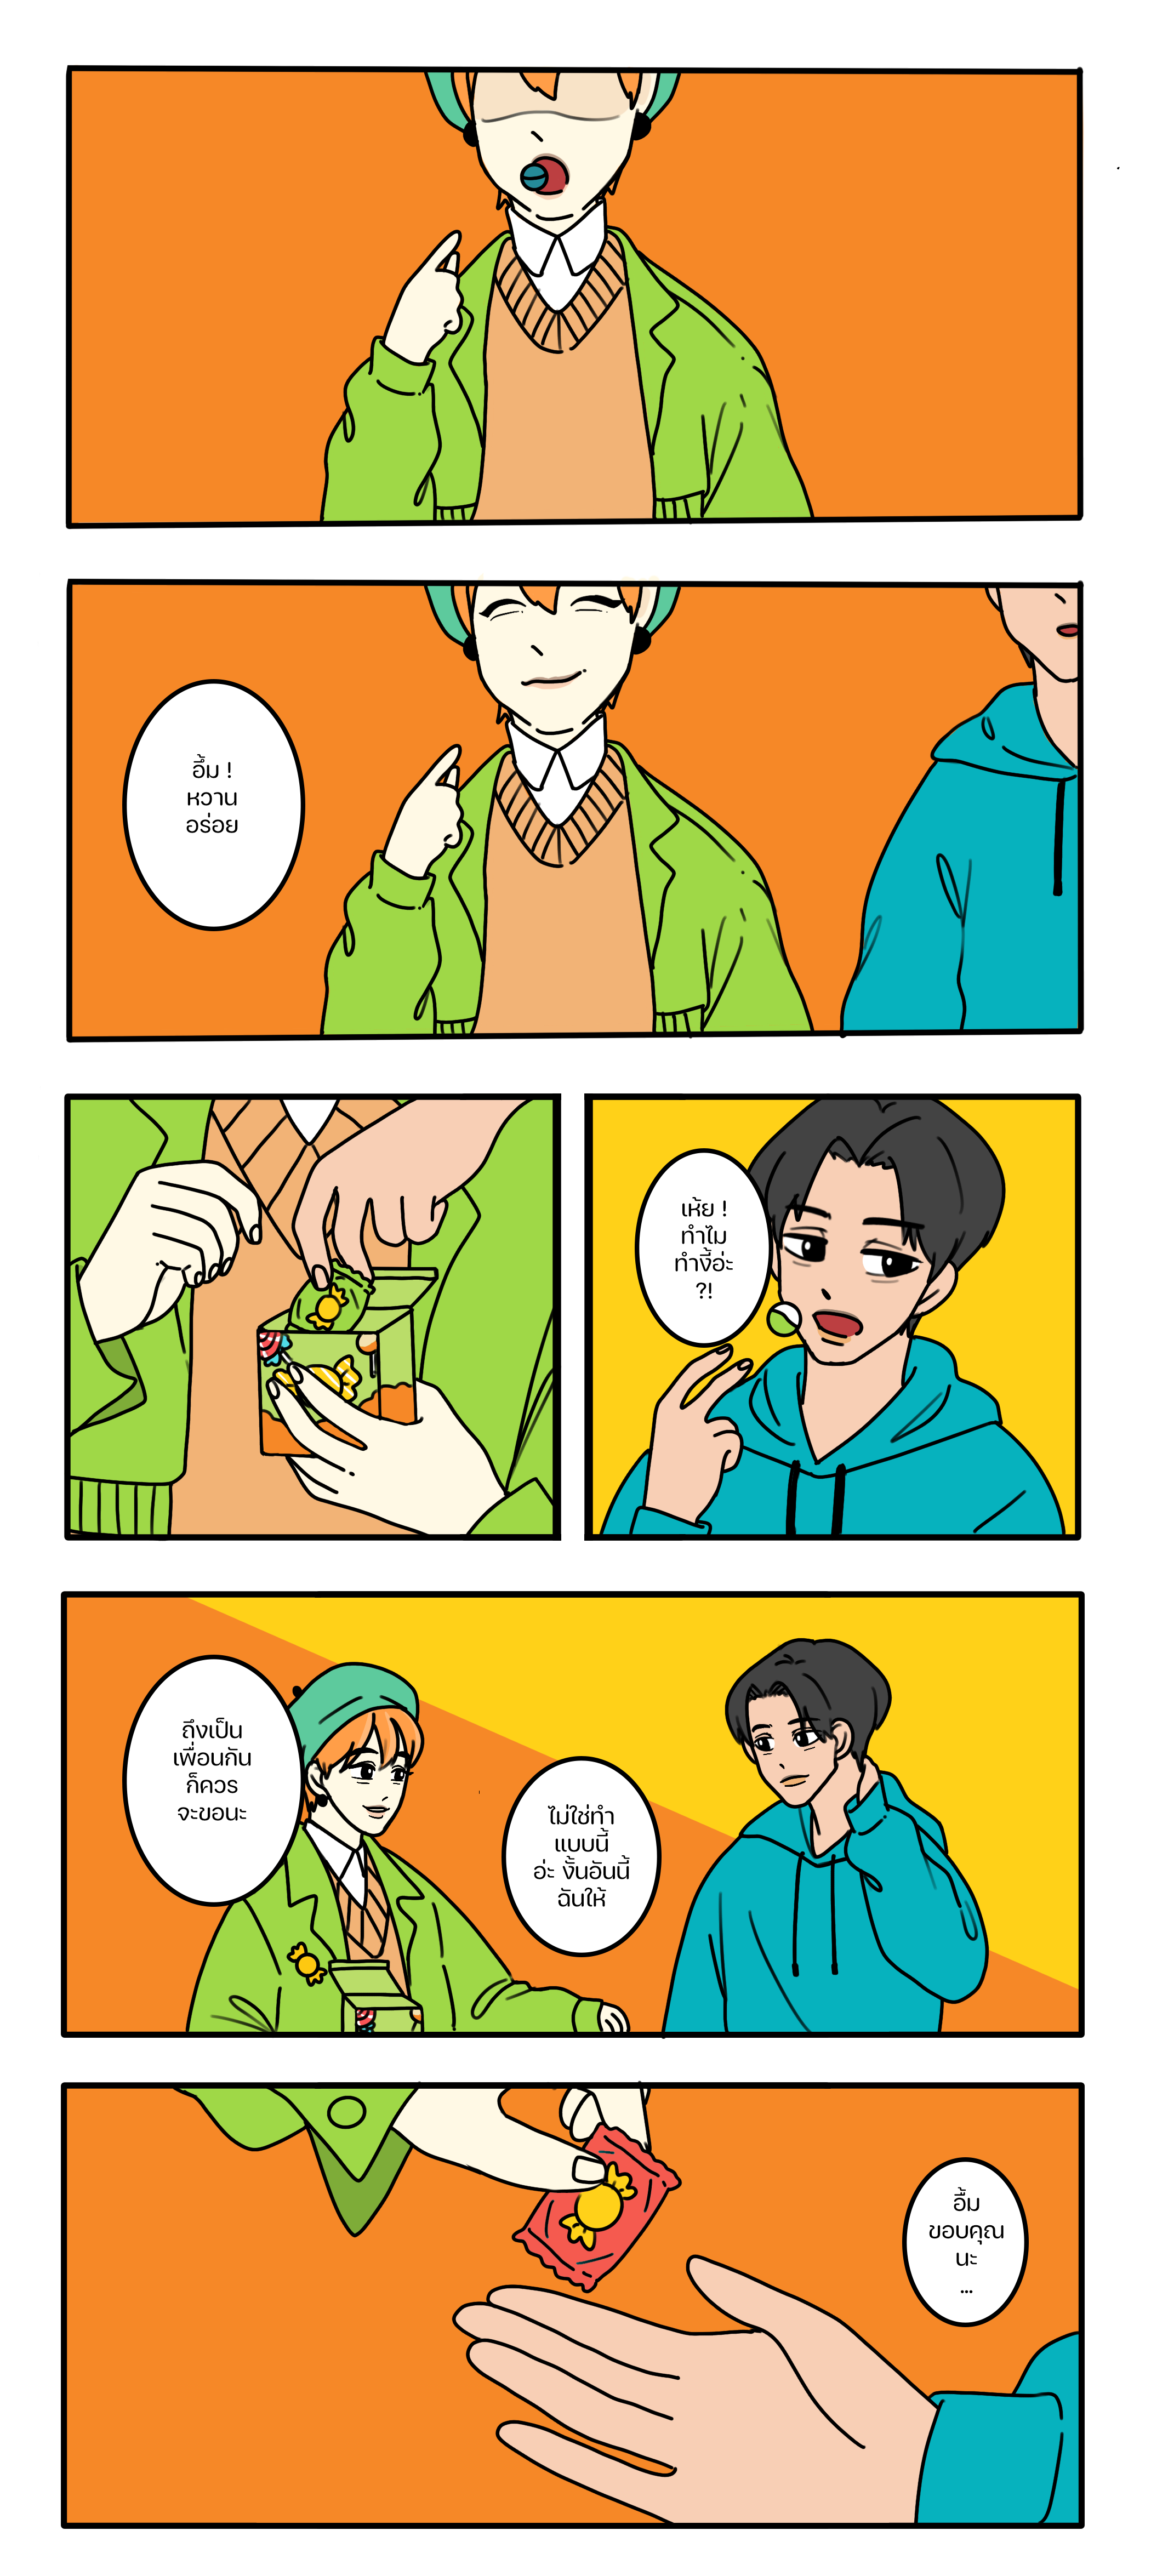 อื้ม !
หวาน
อร่อย
เห้ย !
ทำไม
ทำงี้อ่ะ
?!
ถึงเป็น
เพื่อนกัน
ก็ควร
จะขอนะ
ไม่ใช่ทำ
แบบนี้
อ่ะ งั้นอันนี้
ฉันให้
อื้ม
ขอบคุณ
นะ
...